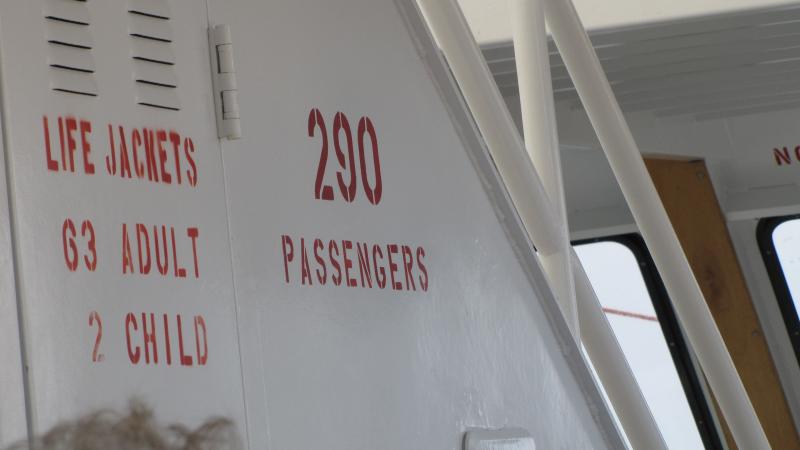 LIFE JACKETS
63 ADULT
2 CHILD
290
PASSENGERS